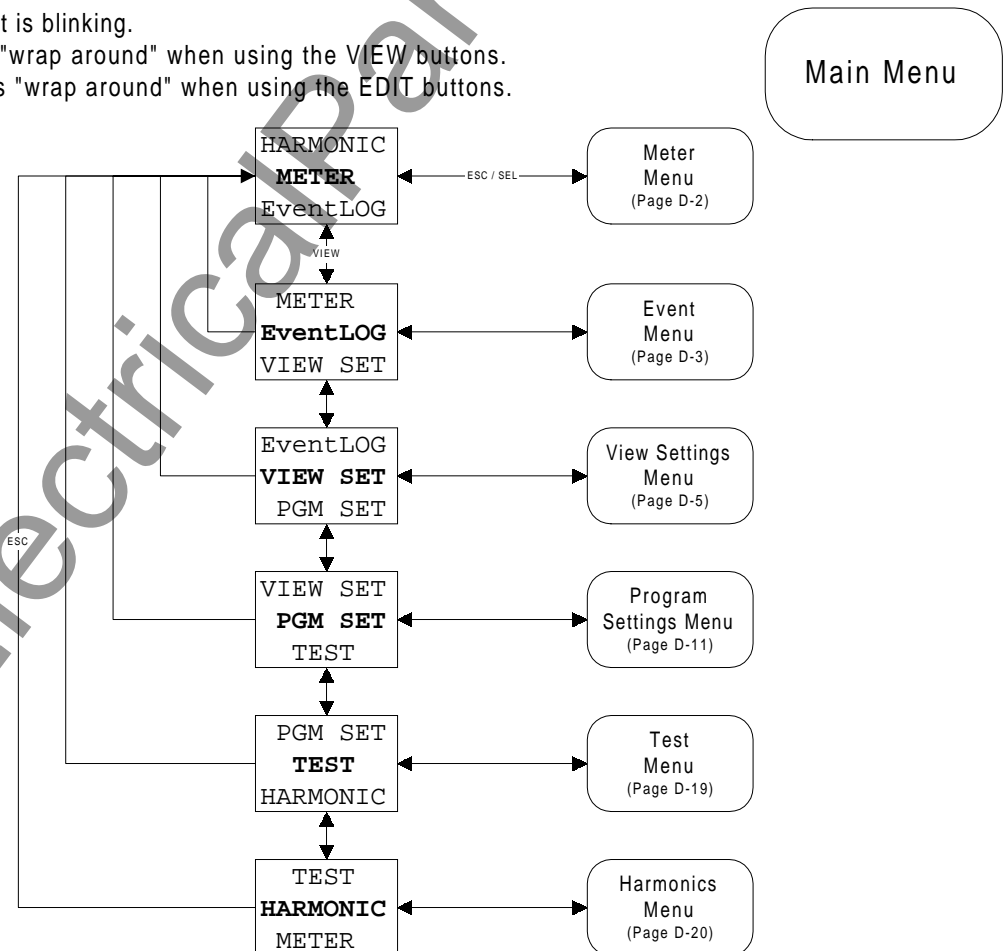 t is blinking.
"wrap around" when using the VIEW buttons.
s "wrap around" when using the EDIT buttons.
Main Menu
HARMONIC
METER
EventLOG
ESC / SEL
Meter
Menu
(Page D-2)
VIEW
METER
EventLOG
VIEW SET
Event
Menu
(Page D-3)
EventLOG
VIEW SET
PGM SET
View Settings
Menu
(Page D-5)
ESC
VIEW SET
PGM SET
TEST
Program
Settings Menu
(Page D-11)
PGM SET
TEST
HARMONIC
Test
Menu
(Page D-19)
TEST
HARMONIC
METER
Harmonics
Menu
(Page D-20)
ectricalPar